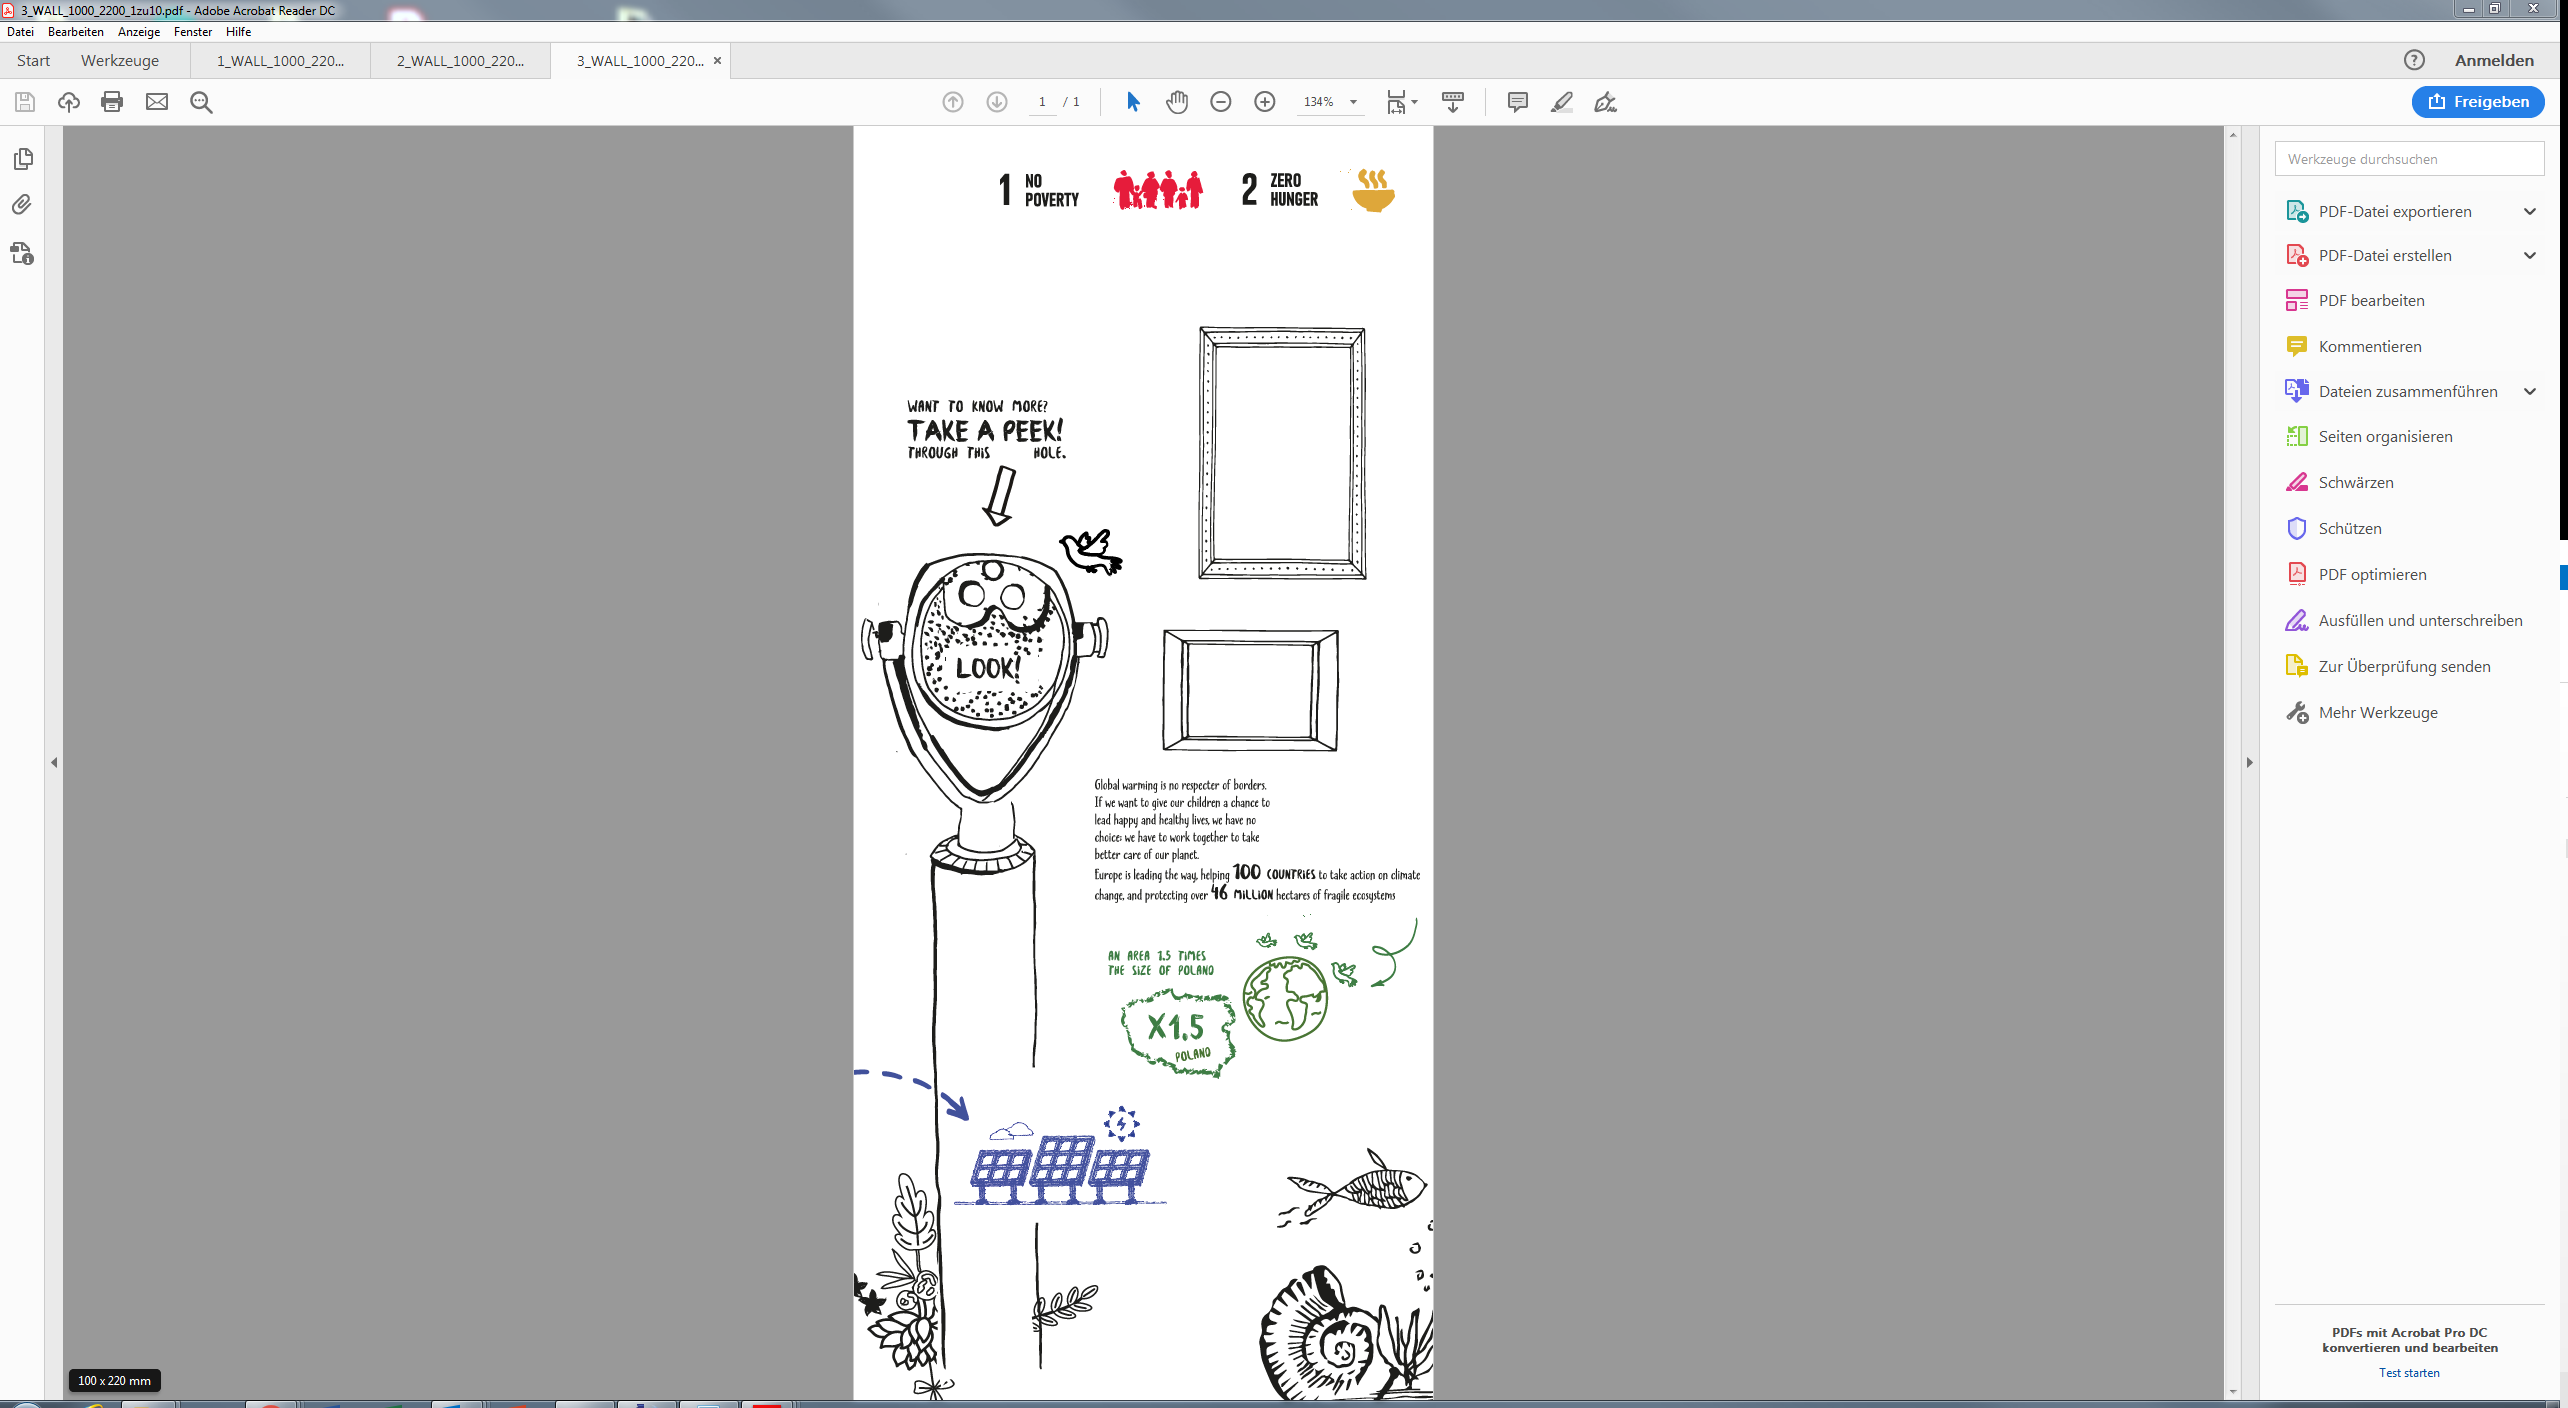 3_WALL_1000_2200_1zu10.pdf - Adobe Acrobat Reader DC
Datei Bearbeiten Anzeige Fenster Hilfe
Start Werkzeuge 1_WALL_1000_220... 2_WALL_1000_220... 3_WALL_1000_220... × ? Anmelden
1 / 1 134% Freigeben
Werkzeuge durchsuchen
PDF-Datei exportieren
PDF-Datei erstellen
PDF bearbeiten
Kommentieren
Dateien zusammenführen
Seiten organisieren
Schwärzen
Schützen
PDF optimieren
Ausfüllen und unterschreiben
Zur Überprüfung senden
Mehr Werkzeuge
PDFs mit Acrobat Pro DC
konvertieren und bearbeiten
Test starten
1 NO
POVERTY
2 ZERO
HUNGER
WANT TO KNOW MORE?
TAKE A PEEK!
THROUGH THIS HOLE.
LOOK!
Global warming is no respecter of borders.
If we want to give our children a chance to
lead happy and healthy lives, we have no
choice: we have to work together to take
better care of our planet.
Europe is leading the way, helping 100 COUNTRIES to take action on climate
change, and protecting over 46 MILLION hectares of fragile ecosystems
AN AREA 1.5 TIMES
THE SIZE OF POLAND
X1.5
POLAND
100 x 220 mm